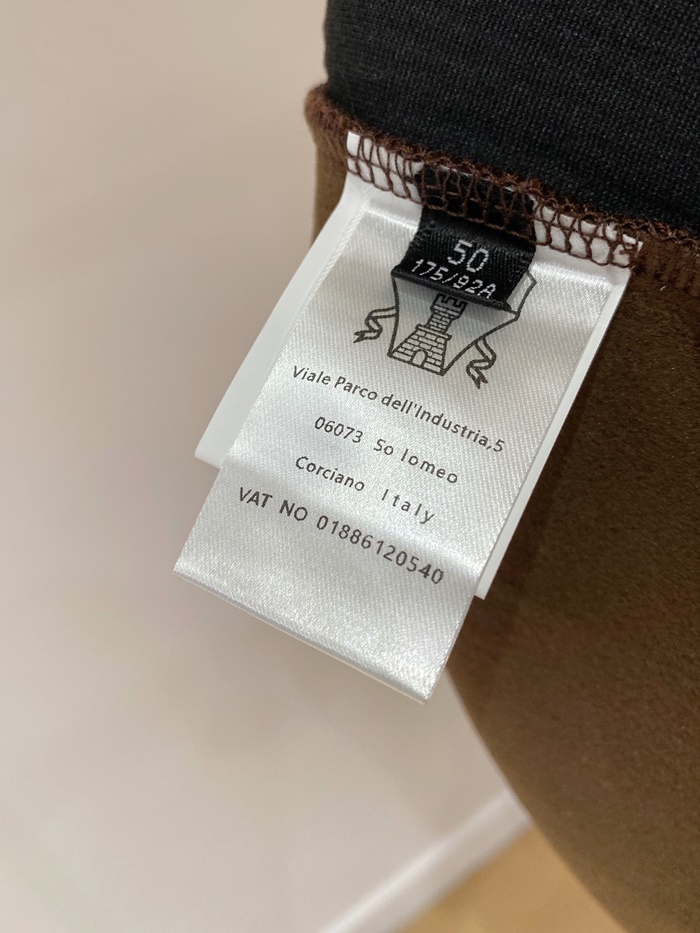 50
175/92A
Viale Parco dell'Industria,5
06073 So lomeo
Corciano Italy
VAT NO 01886120540